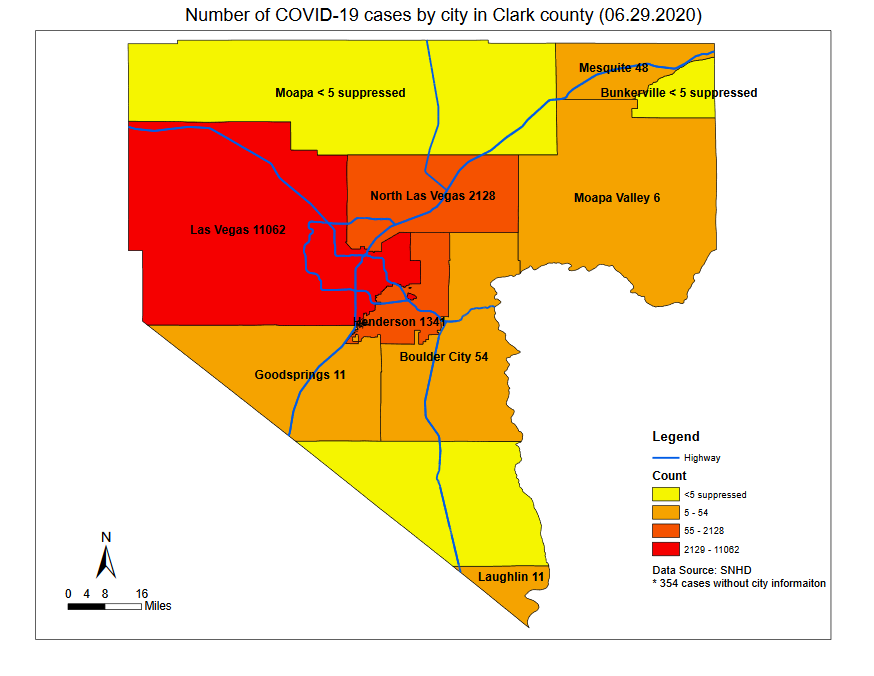 Number of COVID-19 cases by city in Clark county (06.29.2020)
Mesquite 48
Moapa < 5 suppressed
Bunkerville < 5 suppressed
North Las Vegas 2128
Moapa Valley 6
Las Vegas 11062
Henderson 1341
Boulder City 54
Goodsprings 11
Legend
Highway
Count
<5 suppressed
5 - 54
55 - 2128
2129 - 11062
N
Data Source: SNHD
* 354 cases without city informaiton
Laughlin 11
0 4 8 16
Miles